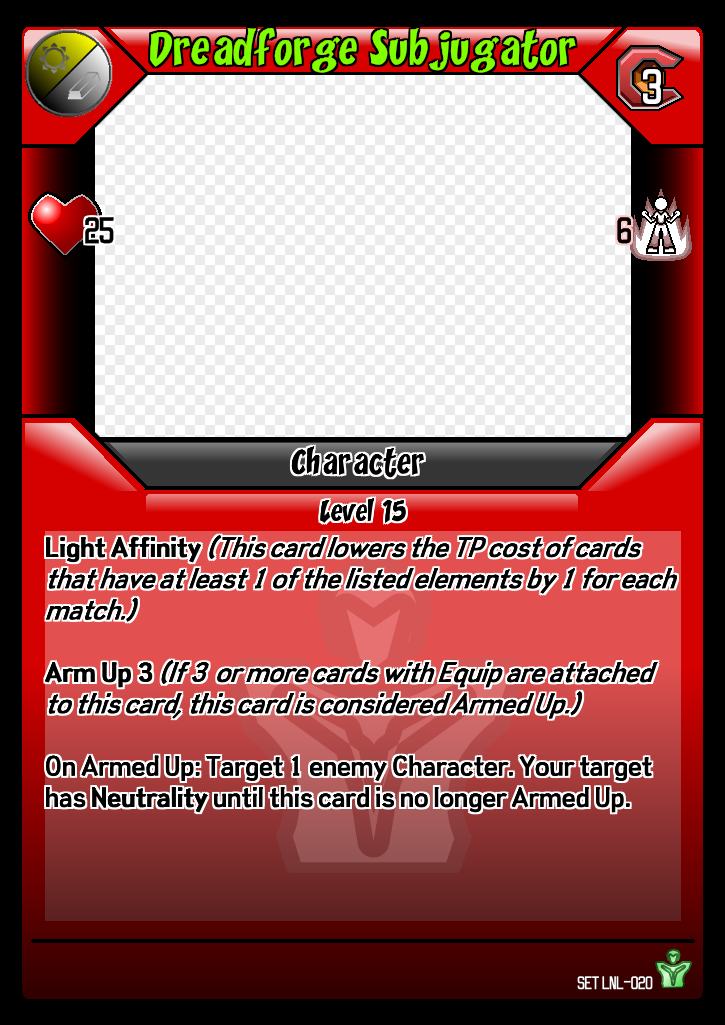 Dreadforge Subjugator
3
25
6
Character
Level 15
Light Affinity (This card lowers the TP cost of cards
that have at least 1 of the listed elements by 1 for each
match.)
Arm Up 3 (If 3 or more cards with Equip are attached
to this card, this card is considered Armed Up.)
On Armed Up: Target 1 enemy Character. Your target
has Neutrality until this card is no longer Armed Up.
SET LNL-020